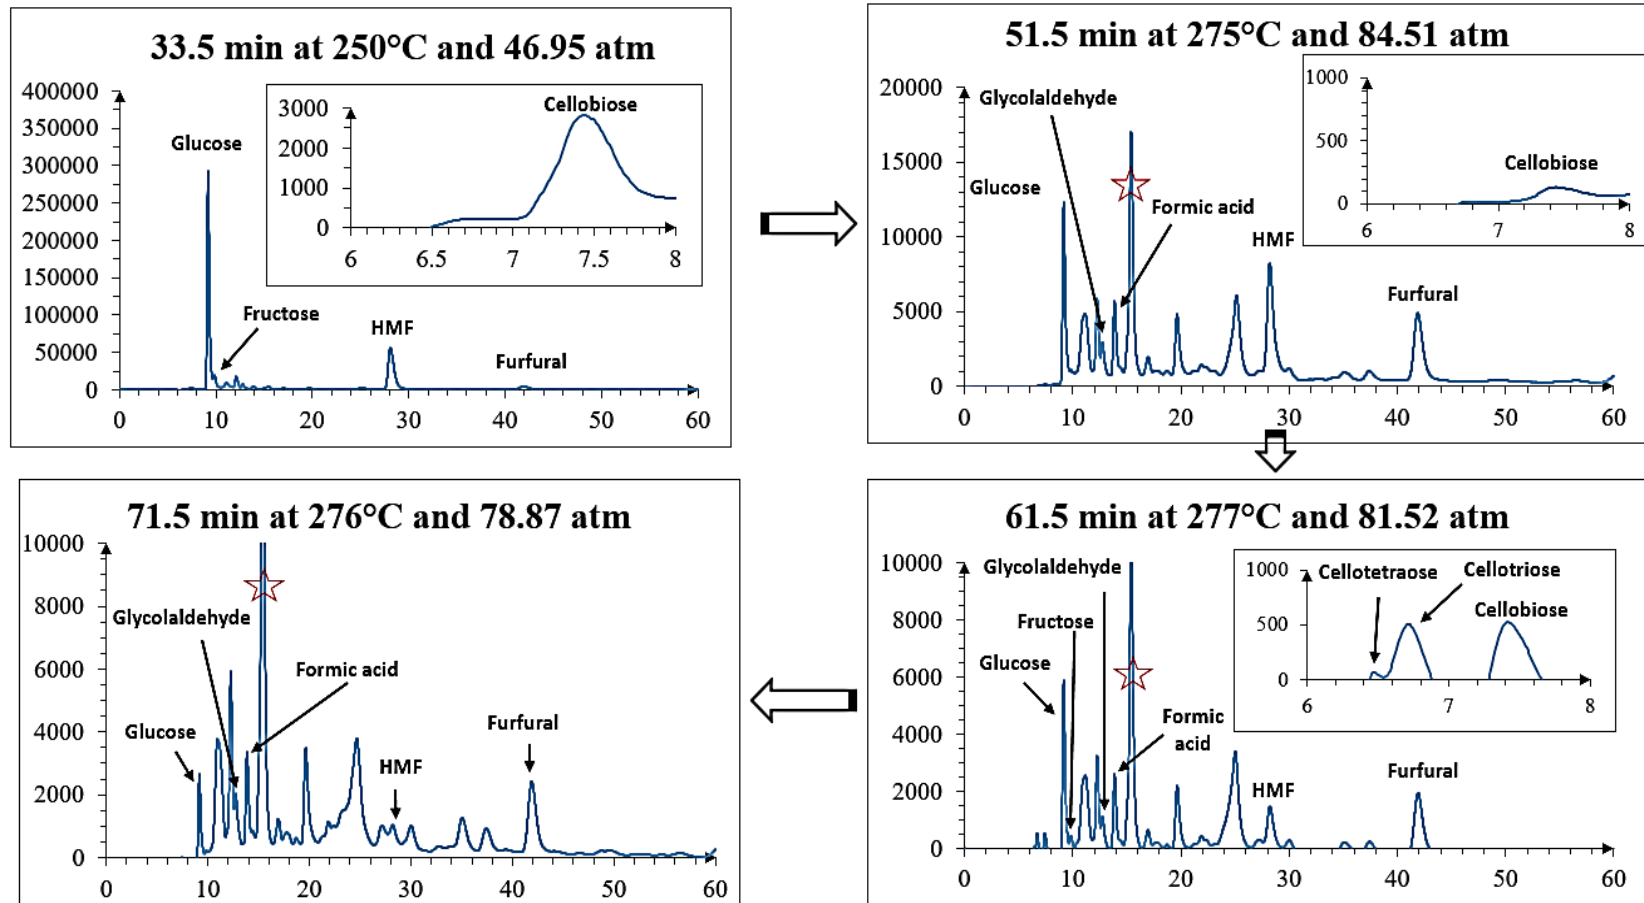 33.5 min at 250°C and 46.95 atm
400000
350000
300000
250000
200000
150000
100000
50000
0
Glucose
Fructose
HMF
Furfural
0 10 20 30 40 50 60
3000
2000
1000
0
Cellobiose
6 6.5 7 7.5 8
51.5 min at 275°C and 84.51 atm
20000
15000
10000
5000
0
Glycolaldehyde
Glucose
Formic acid
HMF
Furfural
0 10 20 30 40 50 60
1000
500
0
Cellobiose
6 7 8
71.5 min at 276°C and 78.87 atm
10000
8000
6000
4000
2000
0
Glycolaldehyde
Formic acid
Glucose
HMF
Furfural
0 10 20 30 40 50 60
61.5 min at 277°C and 81.52 atm
10000
8000
6000
4000
2000
0
Glycolaldehyde
Fructose
Glucose
Formic
acid
HMF
Furfural
0 10 20 30 40 50 60
1000
500
0
Cellotetraose
Cellotriose
Cellobiose
6 7 8